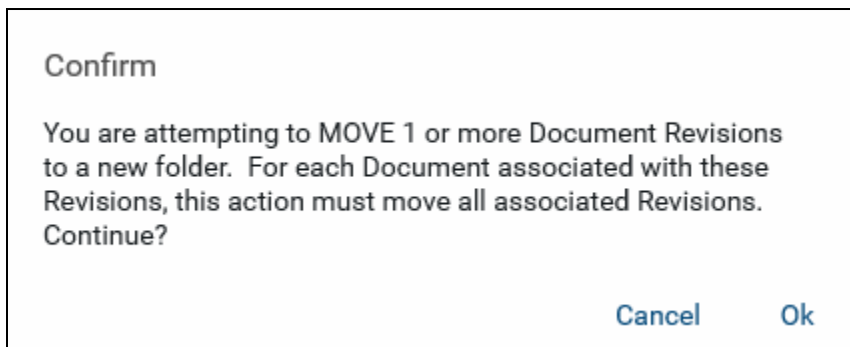 Confirm
You are attempting to MOVE 1 or more Document Revisions
to a new folder.  For each Document associated with these
Revisions, this action must move all associated Revisions.
Continue?
Cancel Ok